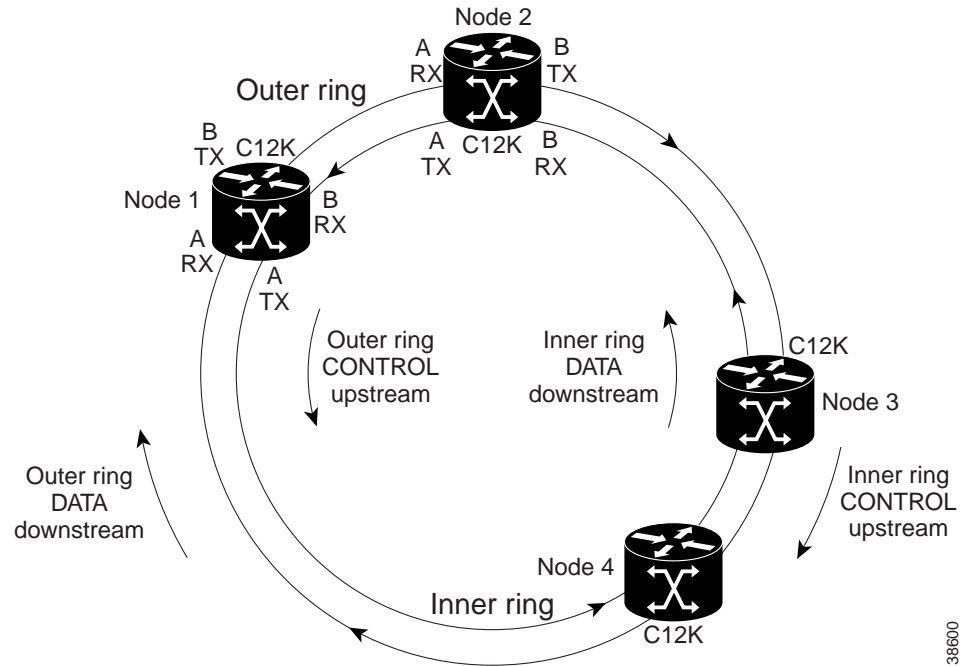 Node 2
A
RX
B
TX
Outer ring
A
TX
C12K
B
RX
B
TX
C12K
Node 1
B
RX
A
RX
A
TX
Outer ring
CONTROL
upstream
Inner ring
DATA
downstream
C12K
Node 3
Outer ring
DATA
downstream
Inner ring
CONTROL
upstream
Node 4
Inner ring
C12K
38600